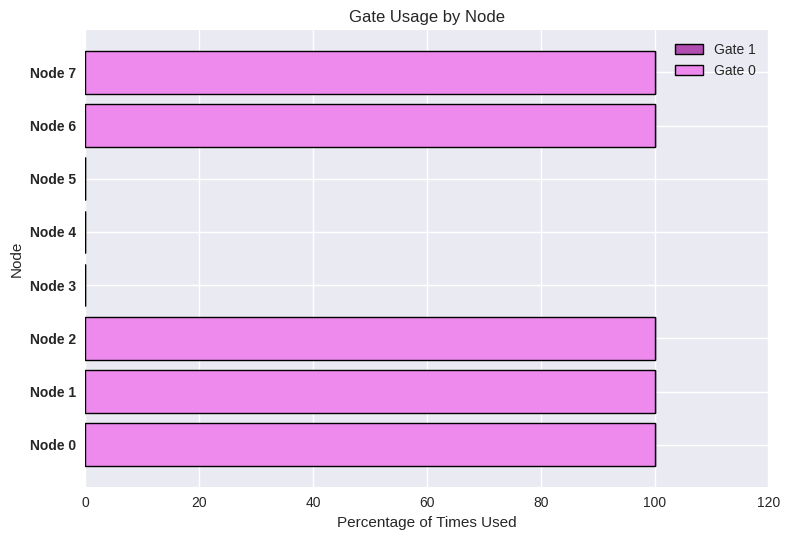 Gate Usage by Node
Gate 1
Gate 0
Node 7
Node 6
Node 5
Node 4
Node 3
Node 2
Node 1
Node 0
Node
0 20 40 60 80 100 120
Percentage of Times Used